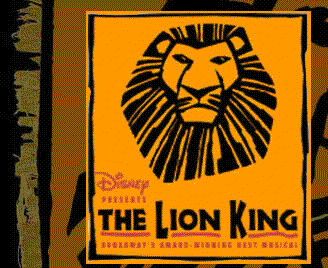 Disney
PRESENTS
THE LION KING
BROADWAY'S AWARD-WINNING BEST MUSICAL